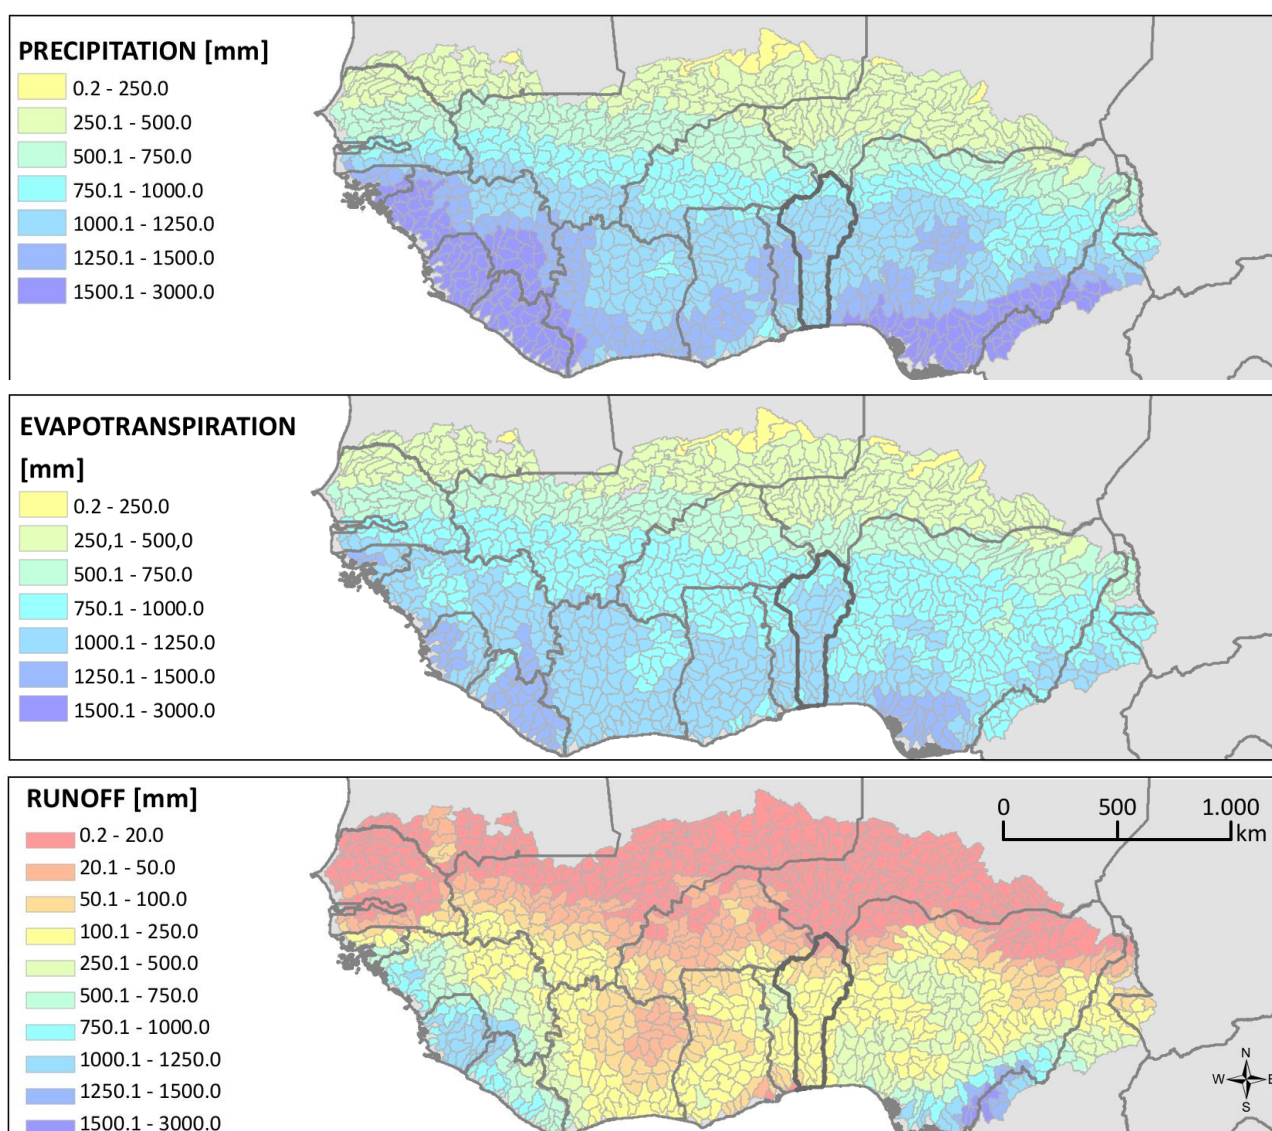 PRECIPITATION [mm]
0.2 - 250.0
250.1 - 500.0
500.1 - 750.0
750.1 - 1000.0
1000.1 - 1250.0
1250.1 - 1500.0
1500.1 - 3000.0
EVAPOTRANSPIRATION
[mm]
0.2 - 250.0
250,1 - 500,0
500.1 - 750.0
750.1 - 1000.0
1000.1 - 1250.0
1250.1 - 1500.0
1500.1 - 3000.0
RUNOFF [mm]
0.2 - 20.0
20.1 - 50.0
50.1 - 100.0
100.1 - 250.0
250.1 - 500.0
500.1 - 750.0
750.1 - 1000.0
1000.1 - 1250.0
1250.1 - 1500.0
1500.1 - 3000.0
0 500 1.000
km
N
W E
S